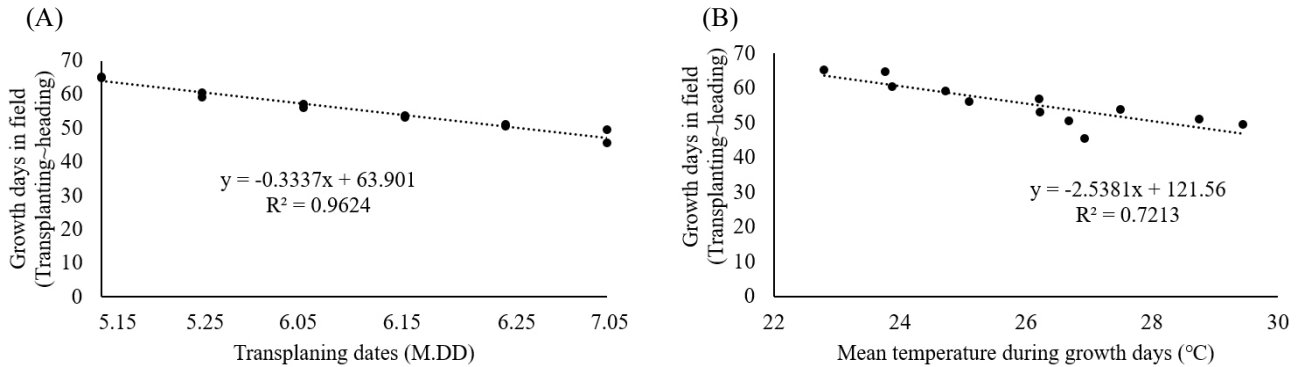 (A)
Growth days in field
(Transplanting~heading)
70
60
50
40
30
20
10
0
y = -0.3337x + 63.901
R² = 0.9624
5.15 5.25 6.05 6.15 6.25 7.05
Transplaning dates (M.DD)
(B)
Growth days in field
(Transplanting~heading)
70
60
50
40
30
20
10
0
y = -2.5381x + 121.56
R² = 0.7213
22 24 26 28 30
Mean temperature during growth days (℃)